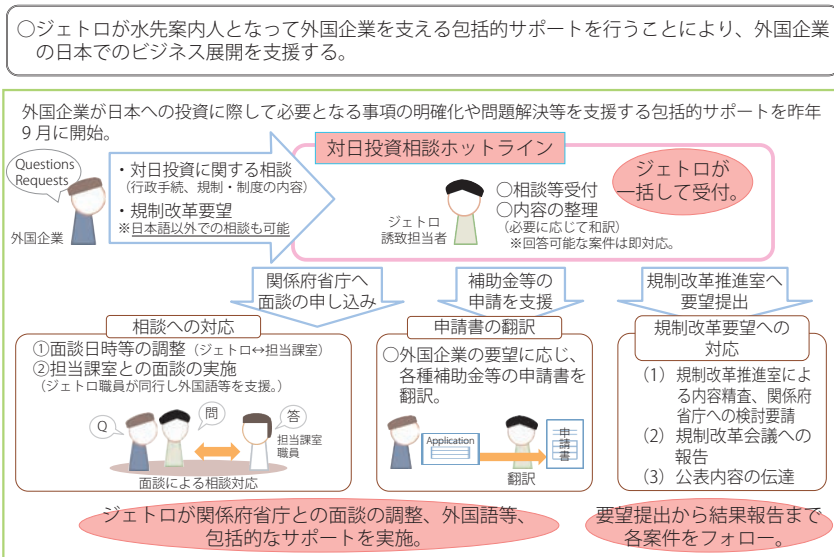 ○ジェトロが水先案内人となって外国企業を支える包括的サポートを行うことにより、外国企業
の日本でのビジネス展開を支援する。
外国企業が日本への投資に際して必要となる事項の明確化や問題解決等を支援する包括的サポートを昨年
9月に開始。
Questions
Requests
外国企業
・対日投資に関する相談
(行政手続、規制・制度の内容)
・規制改革要望
※日本語以外での相談も可能
対日投資相談ホットライン
ジェトロ
誘致担当者
○相談等受付
○内容の整理
(必要に応じて和訳)
※回答可能な案件は即対応。
ジェトロが
一括して受付。
関係府省庁へ
面談の申し込み
補助金等の
申請を支援
規制改革推進室へ
要望提出
相談への対応
①面談日時等の調整（ジェトロ↔担当課室）
②担当課室との面談の実施
(ジェトロ職員が同行し外国語等を支援。)
Q
問
答
担当課室
職員
面談による相談対応
申請書の翻訳
○外国企業の要望に応じ、
各種補助金等の申請書を
翻訳。
Application
翻訳
申請書
規制改革要望への
対応
(1) 規制改革推進室によ
る内容精査、関係府
省庁への検討要請
(2) 規制改革会議への
報告
(3) 公表内容の伝達
ジェトロが関係府省庁との面談の調整、外国語等、
包括的なサポートを実施。
要望提出から結果報告まで
各案件をフォロー。